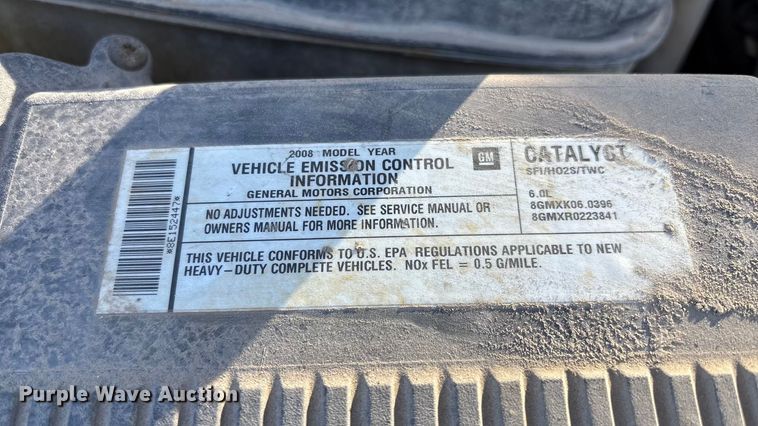 2008 MODEL YEAR
VEHICLE EMISSION CONTROL
INFORMATION
GENERAL MOTORS CORPORATION
GM
NO ADJUSTMENTS NEEDED. SEE SERVICE MANUAL OR
OWNERS MANUAL FOR MORE INFORMATION.
THIS VEHICLE CONFORMS TO U.S. EPA REGULATIONS APPLICABLE TO NEW
HEAVY-DUTY COMPLETE VEHICLES. NOx FEL = 0.5 G/MILE.
CATALYST
SFI/HO2S/TWC
6.0L
8GMXK06.0396
8GMXR0223841
*8E152447*
Purple Wave Auction